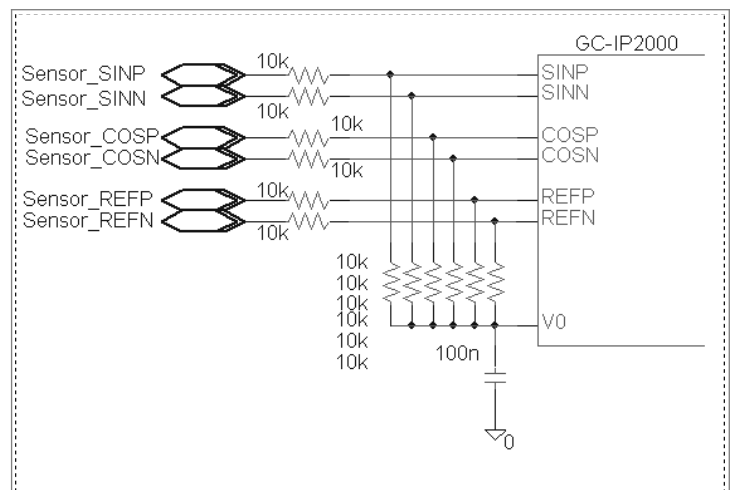 GC-IP2000
10k
Sensor_SINP SINP
Sensor_SINN SINN
10k
10k
Sensor_COSP COSP
Sensor_COSN COSN
10k
10k
Sensor_REFP REFP
Sensor_REFN REFN
10k
10k
10k
10k
10k V0
10k
100n
10k
0